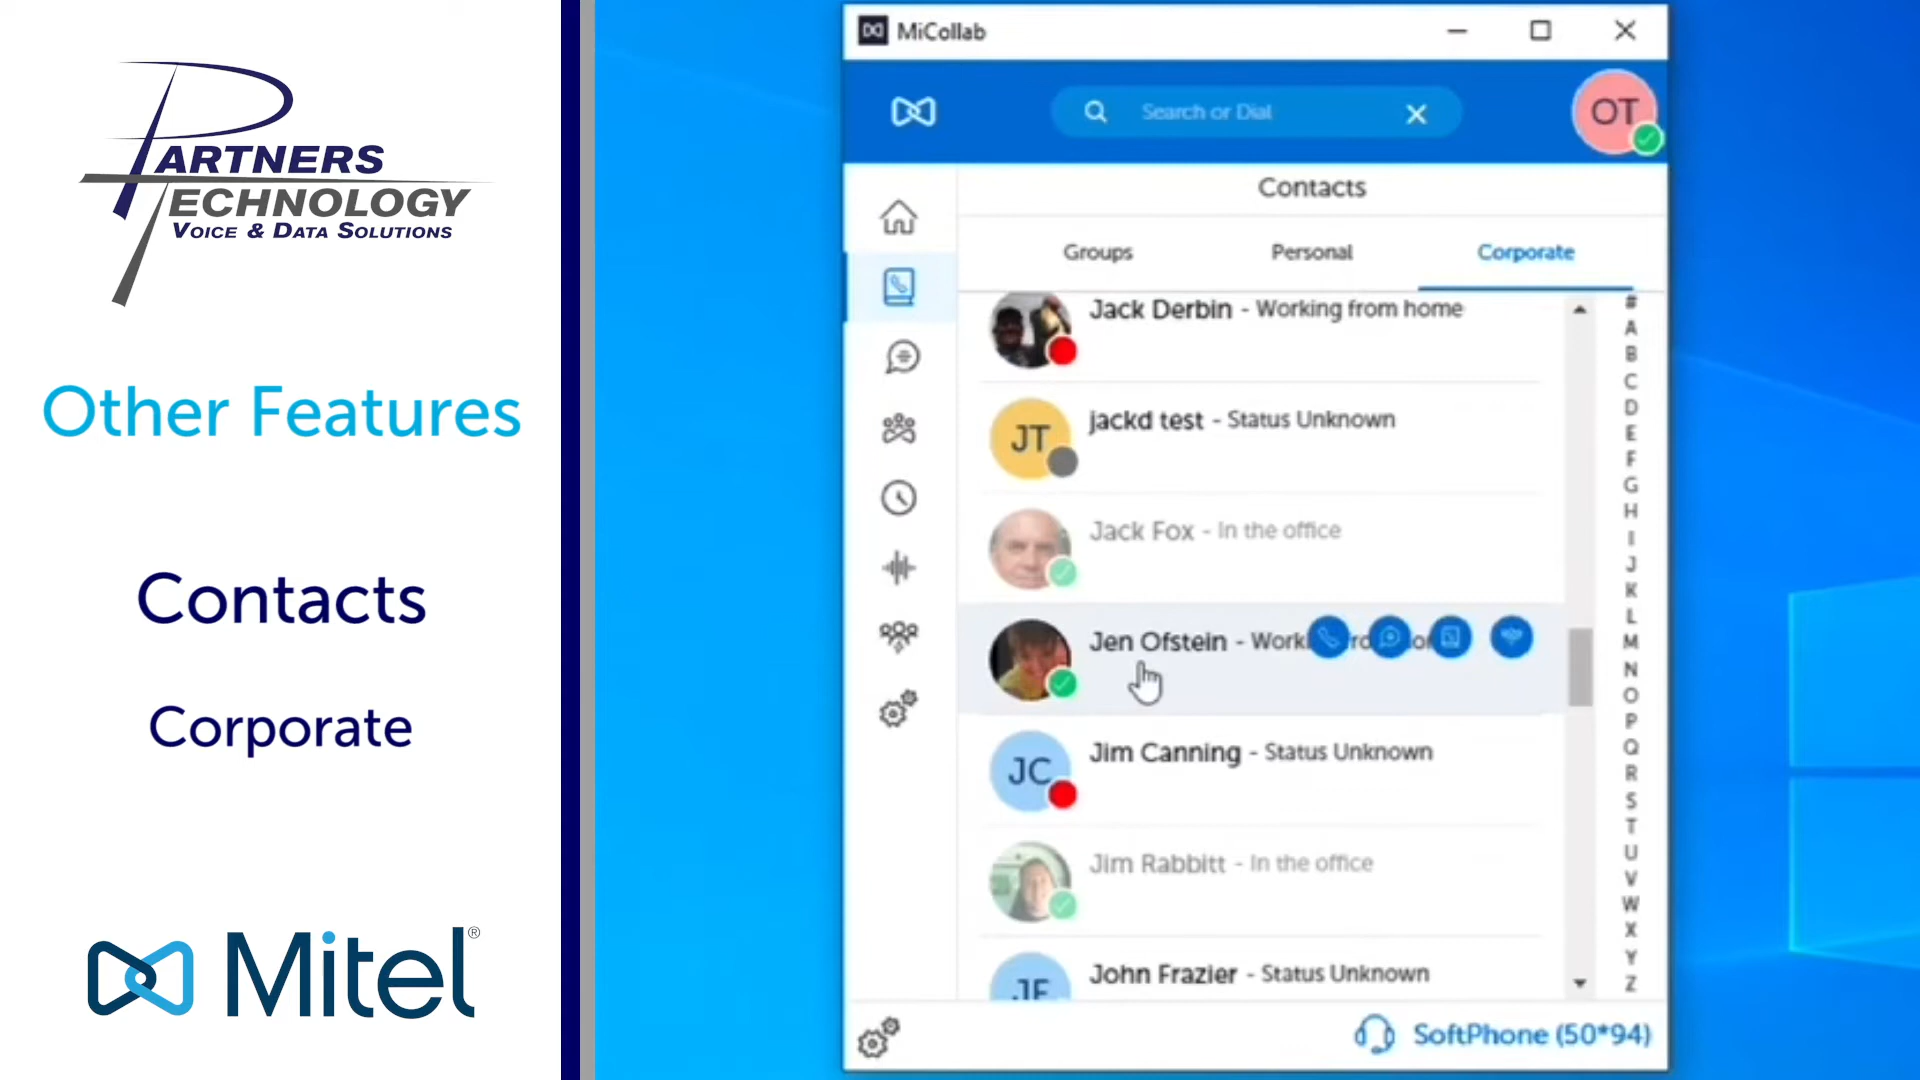 PARTNERS
TECHNOLOGY
VOICE & DATA SOLUTIONS
Other Features
Contacts
Corporate
Mitel®
MiCollab
Search or Dial
OT
Contacts
Groups
Personal
Corporate
Jack Derbin - Working from home
JT
jackd test - Status Unknown
Jack Fox - In the office
Jen Ofstein - Work
JC
Jim Canning - Status Unknown
Jim Rabbitt - In the office
JF
John Frazier - Status Unknown
#
A
B
C
D
E
F
G
H
I
J
K
L
M
N
O
P
Q
R
S
T
U
V
W
X
Y
Z
SoftPhone (50*94)